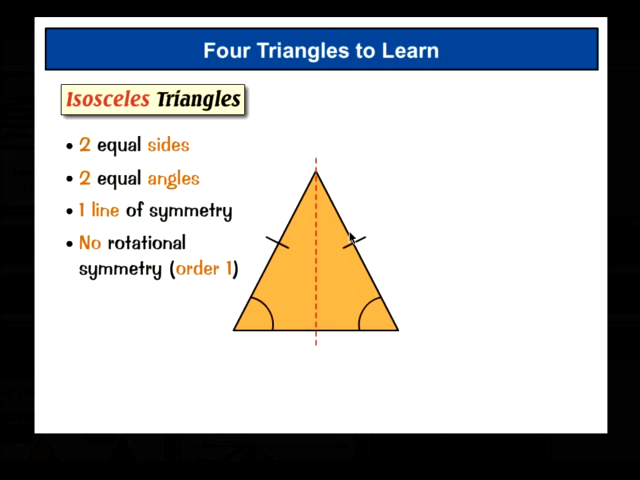 Four Triangles to Learn
Isosceles Triangles
• 2 equal sides
• 2 equal angles
• 1 line of symmetry
• No rotational
symmetry (order 1)